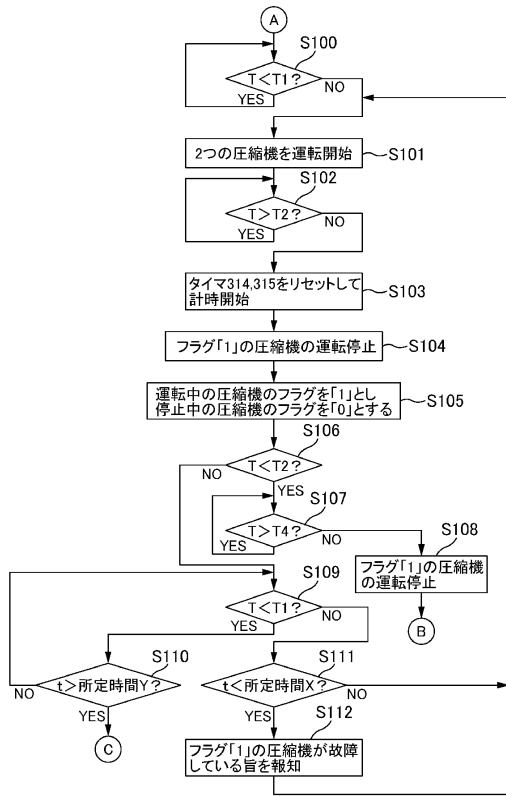 A
S100
T<T1?
NO
YES
2つの圧縮機を運転開始
S101
S102
T>T2?
NO
YES
タイマ314,315をリセットして
計時開始
S103
フラグ「1」の圧縮機の運転停止
S104
運転中の圧縮機のフラグを「1」とし
停止中の圧縮機のフラグを「0」とする
S105
S106
T<T2?
NO
YES
S107
T>T4?
NO
YES
S108
フラグ「1」の圧縮機
の運転停止
B
S109
T<T1?
NO
YES
S110
t>所定時間Y?
NO
YES
C
S111
t<所定時間X?
NO
YES
S112
フラグ「1」の圧縮機が故障
している旨を報知